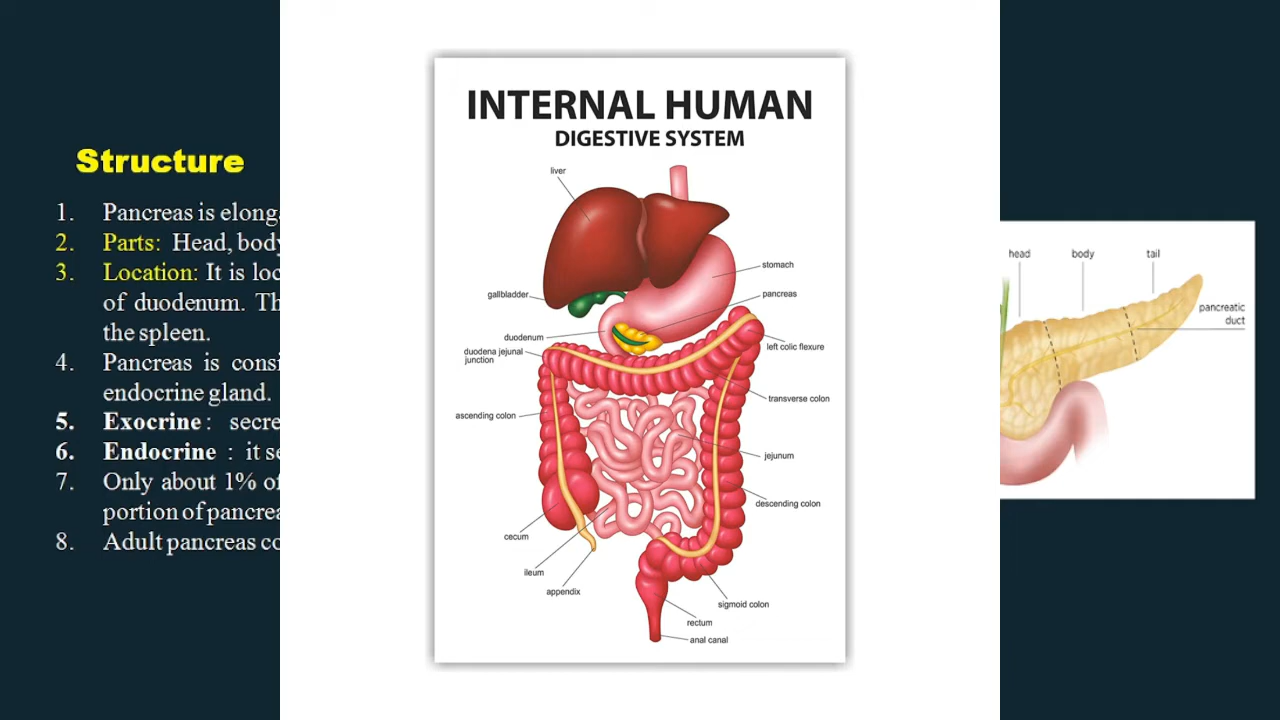 Structure
1. Pancreas is elong
2. Parts: Head, body
3. Location: It is loc
of duodenum. Th
the spleen.
4. Pancreas is consi
endocrine gland.
5. Exocrine : secre
6. Endocrine : it se
7. Only about 1% of
portion of pancrea
8. Adult pancreas co
INTERNAL HUMAN
DIGESTIVE SYSTEM
liver
stomach
gallbladder
pancreas
duodenum
left colic flexure
duodena jejunal
junction
transverse colon
ascending colon
jejunum
descending colon
cecum
ileum
appendix
sigmoid colon
rectum
anal canal
head
body
tail
pancreatic
duct